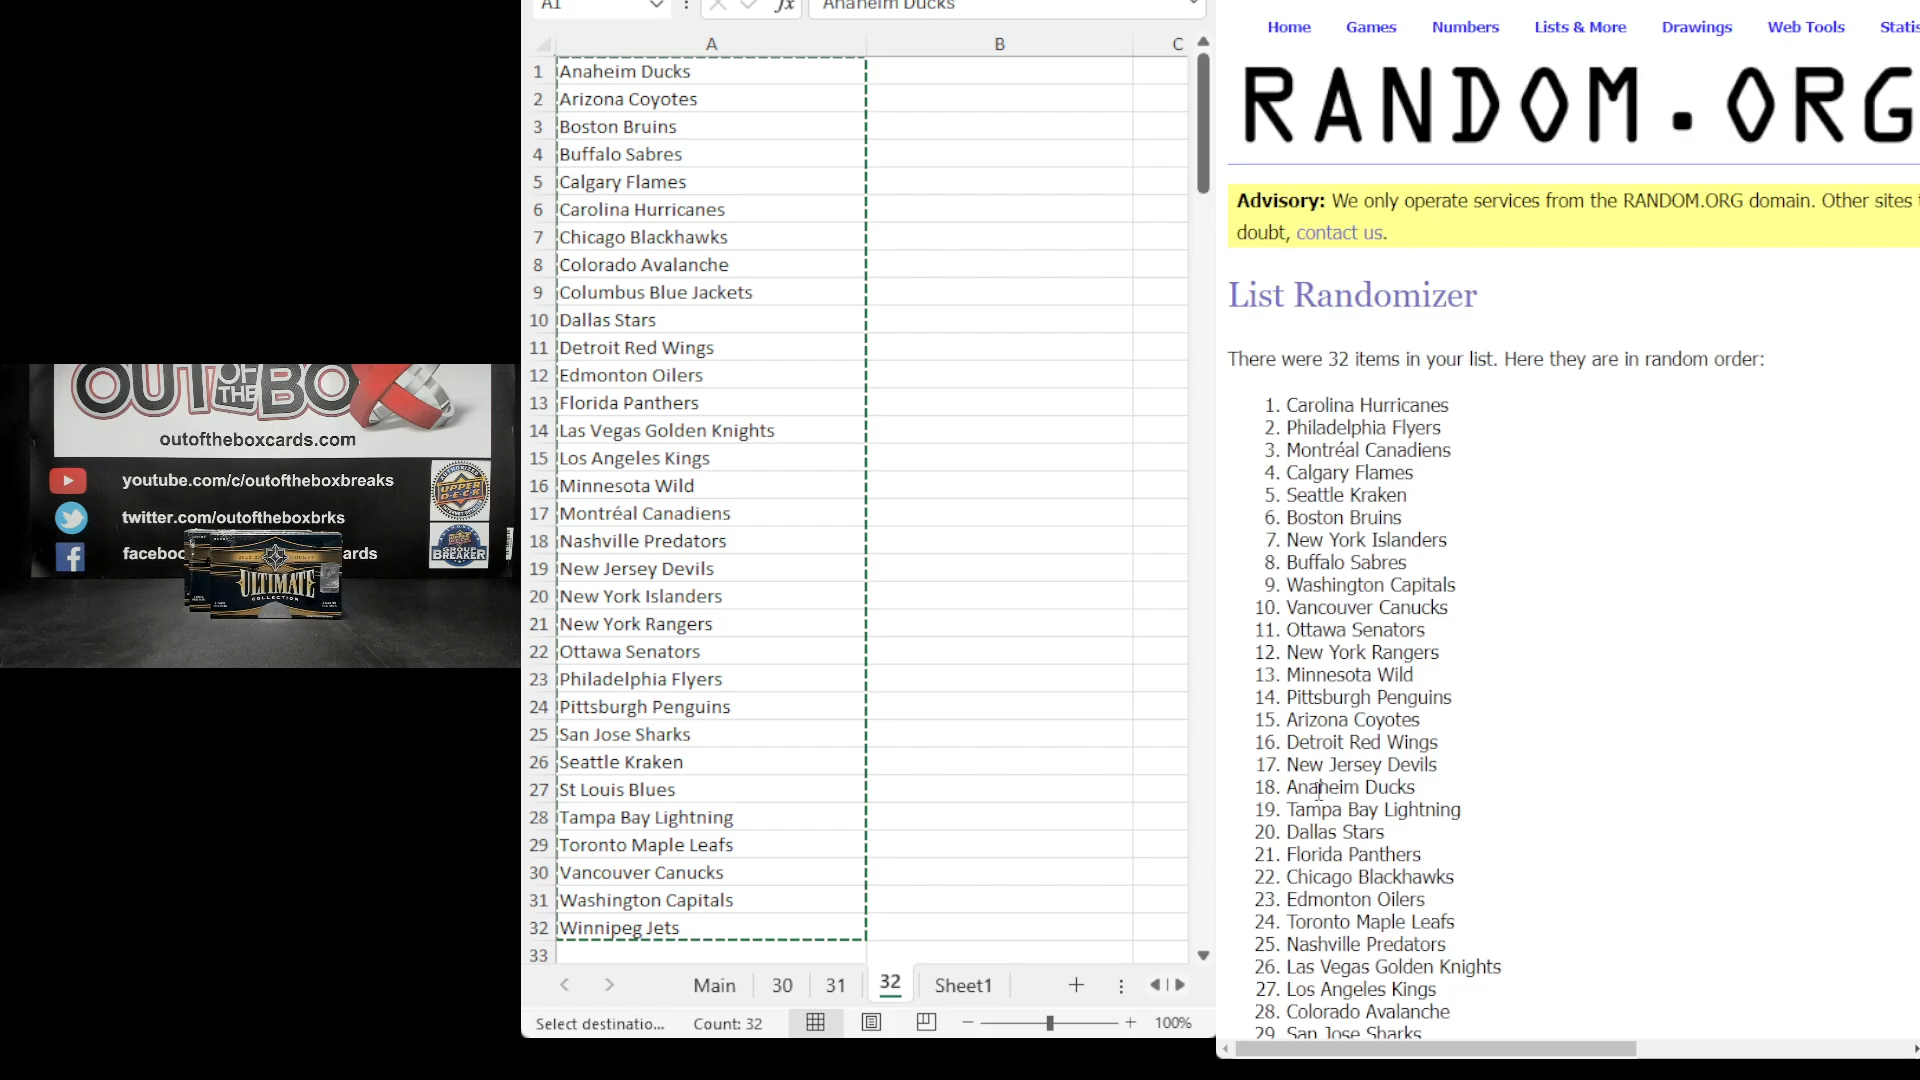 OUT OF THE BO
outoftheboxcards.com
youtube.com/c/outoftheboxbreaks
twitter.com/outoftheboxbrks
faceboo
ards
UPPER DECK
GROUP BREAKER
ULTIMATE
COLLECTION
A1
fx
Anaheim Ducks
A B C
1 Anaheim Ducks
2 Arizona Coyotes
3 Boston Bruins
4 Buffalo Sabres
5 Calgary Flames
6 Carolina Hurricanes
7 Chicago Blackhawks
8 Colorado Avalanche
9 Columbus Blue Jackets
10 Dallas Stars
11 Detroit Red Wings
12 Edmonton Oilers
13 Florida Panthers
14 Las Vegas Golden Knights
15 Los Angeles Kings
16 Minnesota Wild
17 Montréal Canadiens
18 Nashville Predators
19 New Jersey Devils
20 New York Islanders
21 New York Rangers
22 Ottawa Senators
23 Philadelphia Flyers
24 Pittsburgh Penguins
25 San Jose Sharks
26 Seattle Kraken
27 St Louis Blues
28 Tampa Bay Lightning
29 Toronto Maple Leafs
30 Vancouver Canucks
31 Washington Capitals
32 Winnipeg Jets
33
Main 30 31 32 Sheet1
Select destinatio... Count: 32 100%
Home Games Numbers Lists & More Drawings Web Tools Statis
RANDOM.ORG
Advisory: We only operate services from the RANDOM.ORG domain. Other sites t
doubt, contact us.
List Randomizer
There were 32 items in your list. Here they are in random order:
1. Carolina Hurricanes
2. Philadelphia Flyers
3. Montréal Canadiens
4. Calgary Flames
5. Seattle Kraken
6. Boston Bruins
7. New York Islanders
8. Buffalo Sabres
9. Washington Capitals
10. Vancouver Canucks
11. Ottawa Senators
12. New York Rangers
13. Minnesota Wild
14. Pittsburgh Penguins
15. Arizona Coyotes
16. Detroit Red Wings
17. New Jersey Devils
18. Anaheim Ducks
19. Tampa Bay Lightning
20. Dallas Stars
21. Florida Panthers
22. Chicago Blackhawks
23. Edmonton Oilers
24. Toronto Maple Leafs
25. Nashville Predators
26. Las Vegas Golden Knights
27. Los Angeles Kings
28. Colorado Avalanche
29. San Jose Sharks